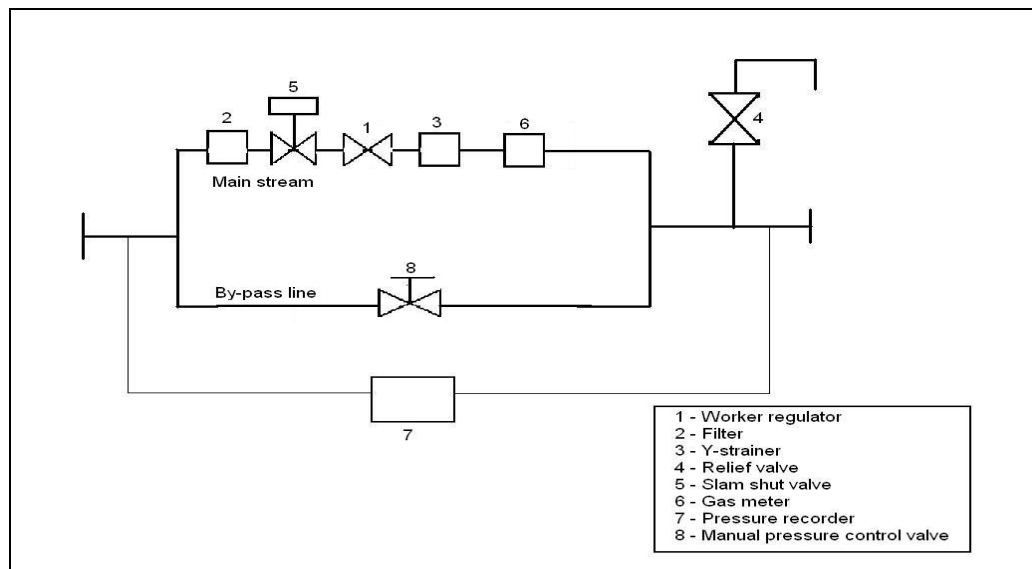 5
2
1
3
6
4
Main stream
8
By-pass line
7
1 - Worker regulator
2 - Filter
3 - Y-strainer
4 - Relief valve
5 - Slam shut valve
6 - Gas meter
7 - Pressure recorder
8 - Manual pressure control valve